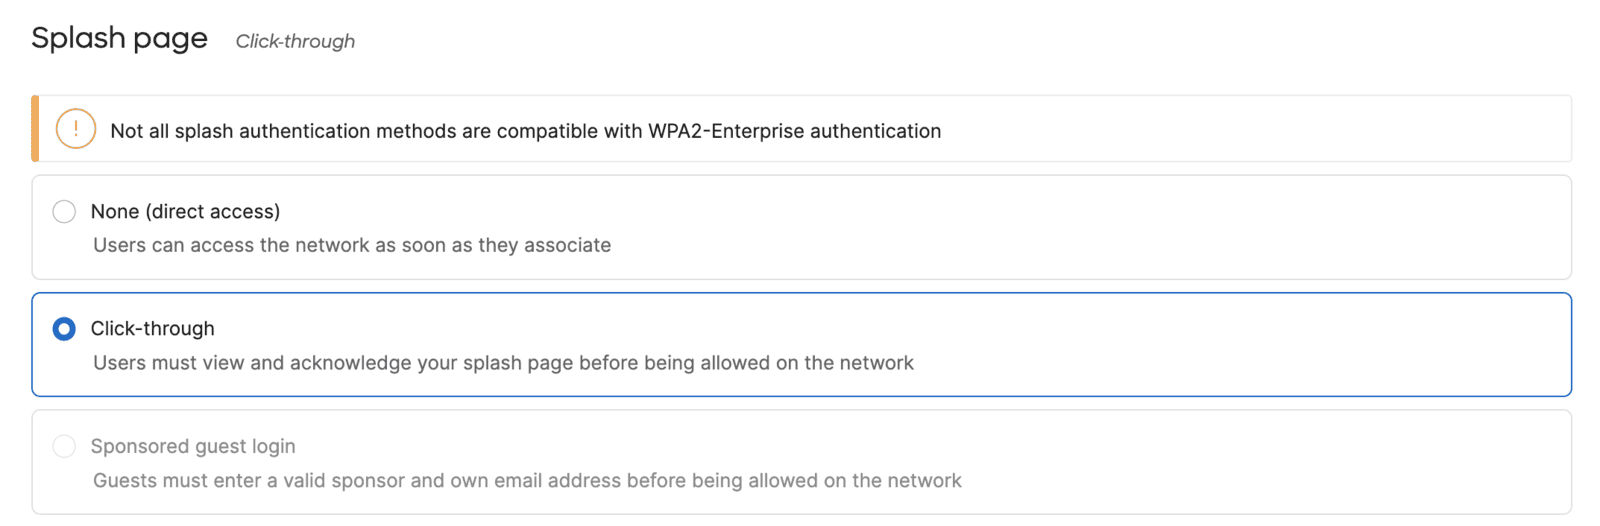 Splash page Click-through
! Not all splash authentication methods are compatible with WPA2-Enterprise authentication
None (direct access)
Users can access the network as soon as they associate
Click-through
Users must view and acknowledge your splash page before being allowed on the network
Sponsored guest login
Guests must enter a valid sponsor and own email address before being allowed on the network